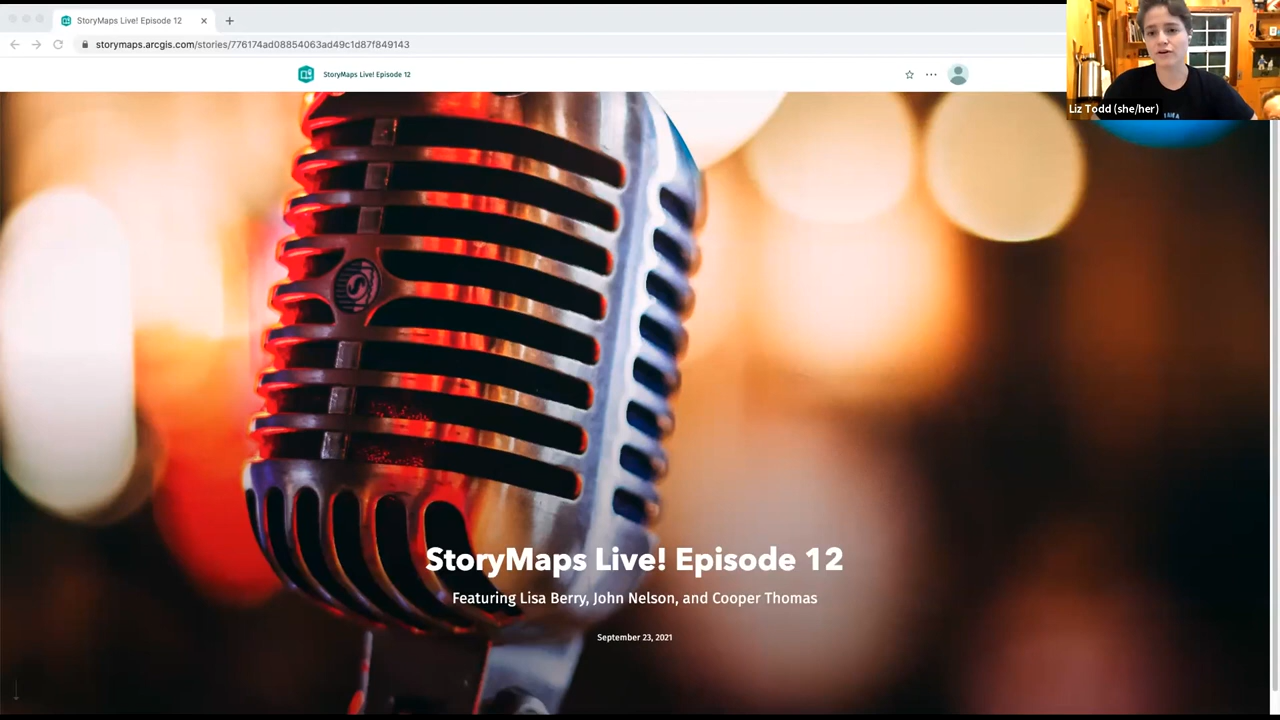 StoryMaps Live! Episode 12
storymaps.arcgis.com/stories/776174ad08854063ad49c1d87f849143
StoryMaps Live! Episode 12
Liz Todd (she/her)
StoryMaps Live! Episode 12
Featuring Lisa Berry, John Nelson, and Cooper Thomas
September 23, 2021